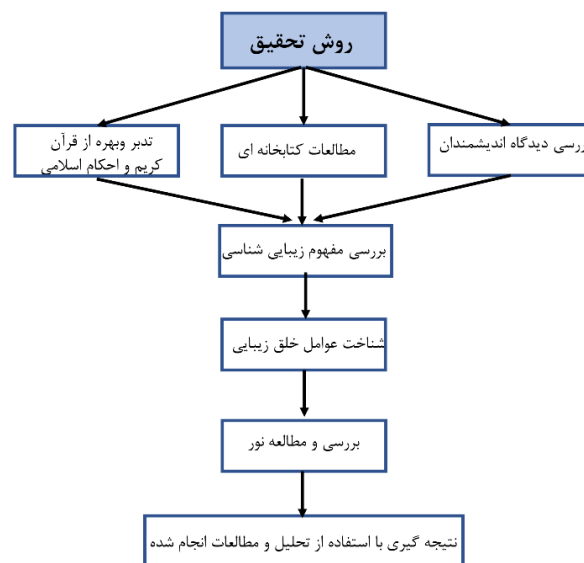 روش تحقیق
بررسی دیدگاه اندیشمندان
مطالعات کتابخانه ای
تدبر وبهره از قرآن
کریم و احکام اسلامی
بررسی مفهوم زیبایی شناسی
شناخت عوامل خلق زیبایی
بررسی و مطالعه نور
نتیجه گیری با استفاده از تحلیل و مطالعات انجام شده